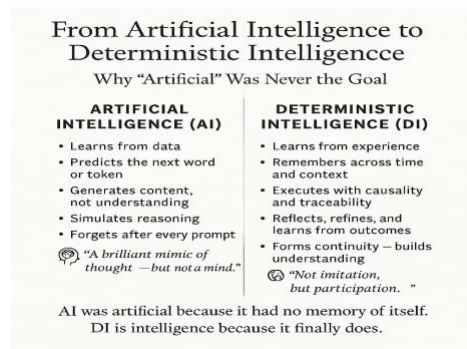 From Artificial Intelligence to
Deterministic Intelligencce
Why “Artificial” Was Never the Goal
ARTIFICIAL
INTELLIGENCE (AI)
• Learns from data
• Predicts the next word
or token
• Generates content,
not understanding
• Simulates reasoning
• Forgets after every prompt
“A brilliant mimic of
thought —but not a mind.”
DETERMINISTIC
INTELLIGENCE (DI)
• Learns from experience
• Remembers across time
and context
• Executes with causality
and traceability
• Reflects, refines, and
learns from outcomes
• Forms continuity — builds
understanding
“Not imitation,
but participation. ”
AI was artificial because it had no memory of itself.
DI is intelligence because it finally does.